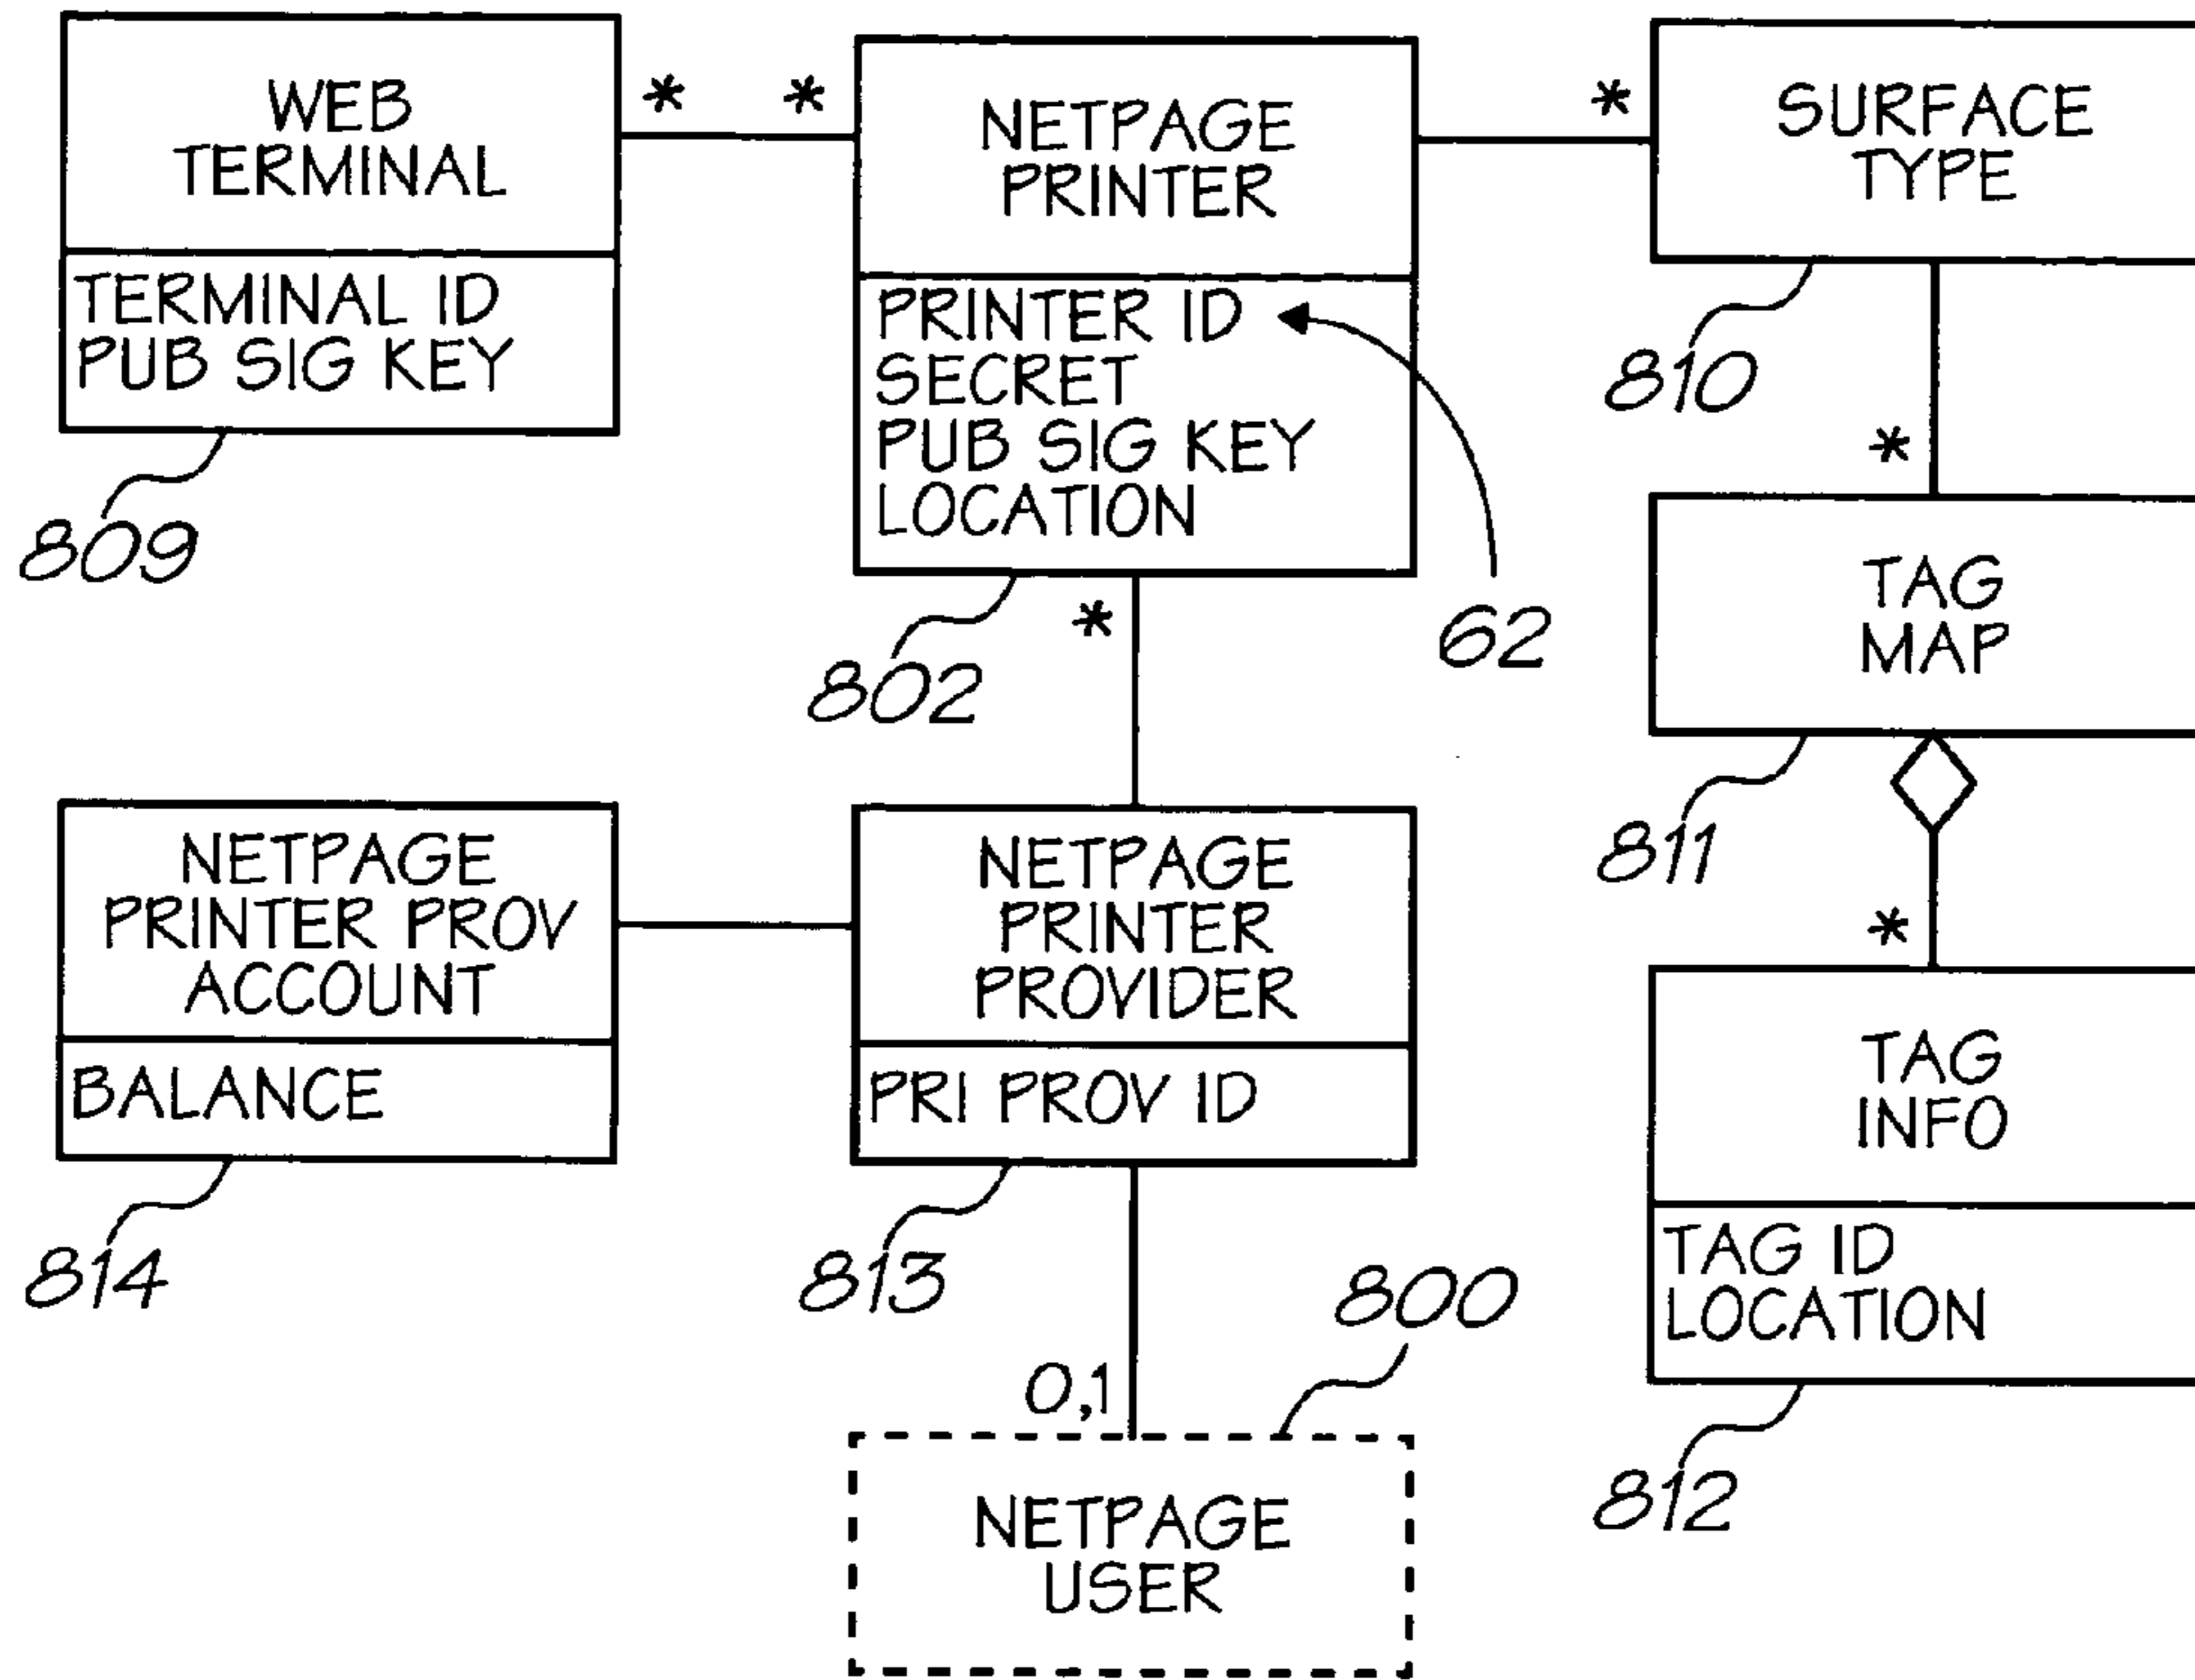 WEB
TERMINAL
TERMINAL ID
PUB SIG KEY
809
*
*
NETPAGE
PRINTER
PRINTER ID
SECRET
PUB SIG KEY
LOCATION
62
802
*
*
SURFACE
TYPE
810
*
TAG
MAP
811
*
TAG
INFO
TAG ID
LOCATION
812
NETPAGE
PRINTER PROV
ACCOUNT
BALANCE
814
NETPAGE
PRINTER
PROVIDER
PRI PROV ID
813
0,1
800
NETPAGE
USER